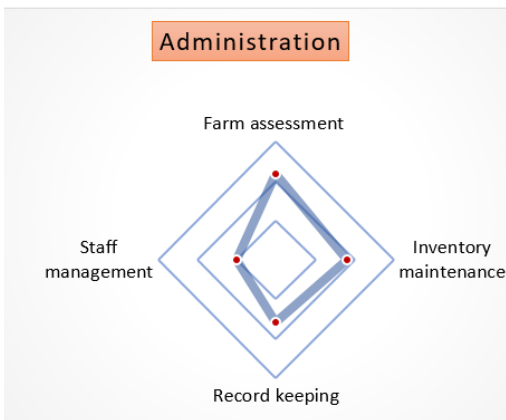 Administration
Farm assessment
Staff
management
Inventory
maintenance
Record keeping